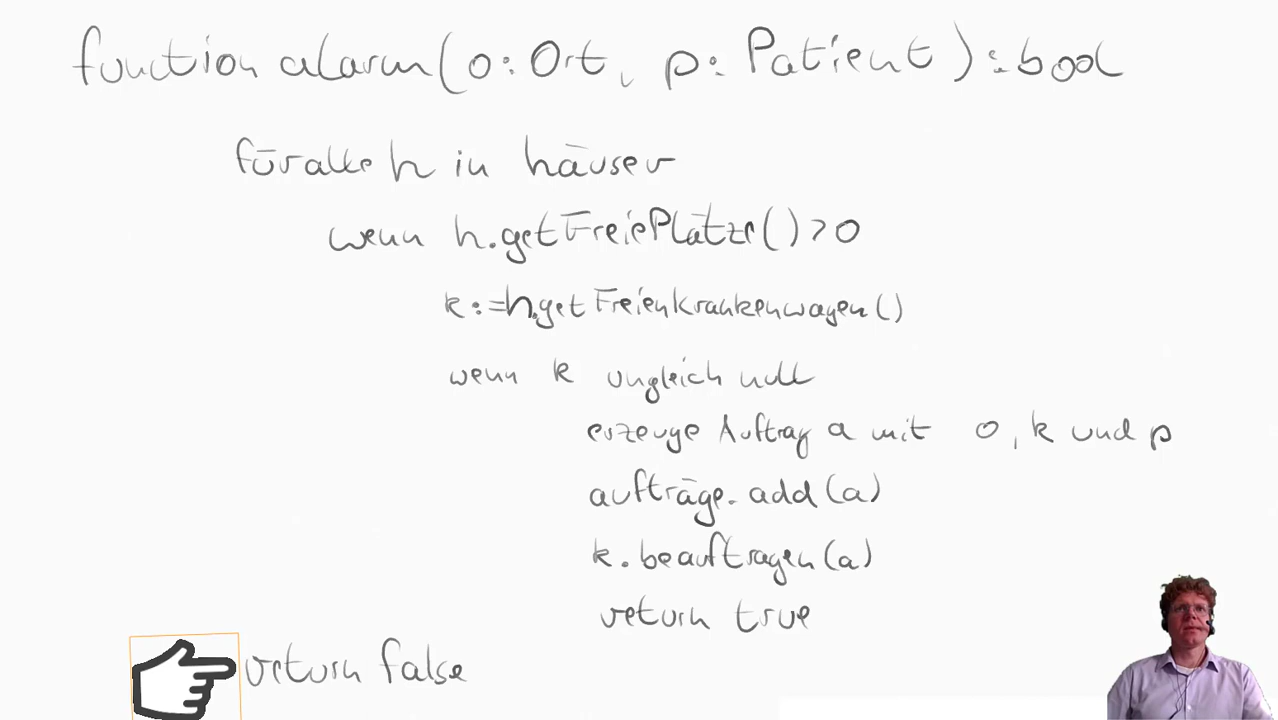 function alarm(o:Ort, p:Patient):bool
für alle h in häuser
wenn h.getFreiePlätze()>0
k:=h.getFreienKrankenwagen()
wenn k ungleich null
erzeuge Auftrag a mit o, k und p
aufträge.add(a)
k.beauftragen(a)
return true
return false